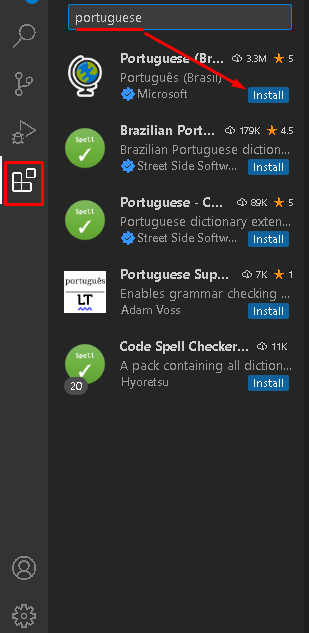 portuguese
Portuguese (Br... 3.3M ★ 5
Português (Brasil)
Microsoft Install
Spell
Brazilian Port... 179K ★ 4.5
Brazilian Portuguese diction...
Street Side Softw... Install
Spell
Portuguese - C... 89K ★ 5
Portuguese dictionary exten...
Street Side Softw... Install
português
LT
Portuguese Sup... 7K ★ 1
Enables grammar checking ...
Adam Voss Install
Spell
20
Code Spell Checker... 11K
A pack containing all diction...
Hyoretsu Install